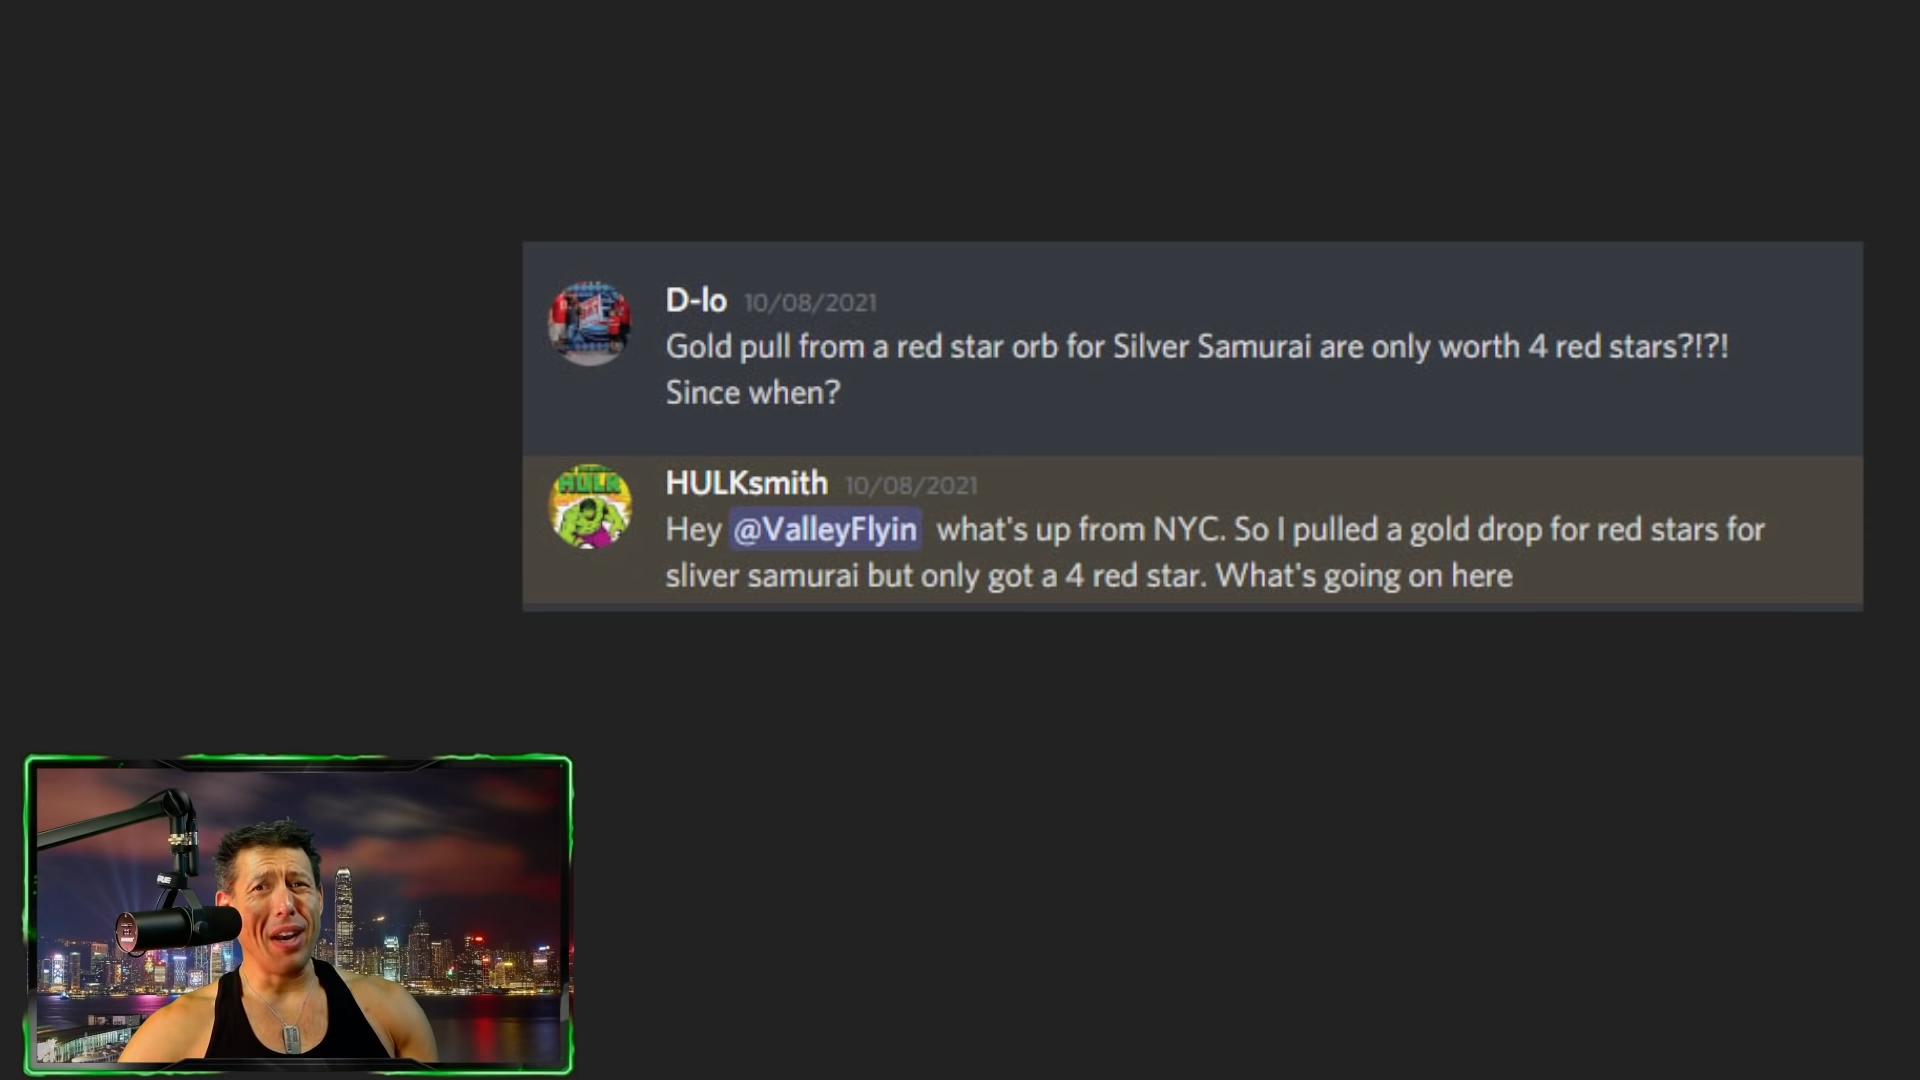 D-lo 10/08/2021
Gold pull from a red star orb for Silver Samurai are only worth 4 red stars?!?!
Since when?
HULK
HULKsmith 10/08/2021
Hey @ValleyFlyin what's up from NYC. So I pulled a gold drop for red stars for
sliver samurai but only got a 4 red star. What's going on here